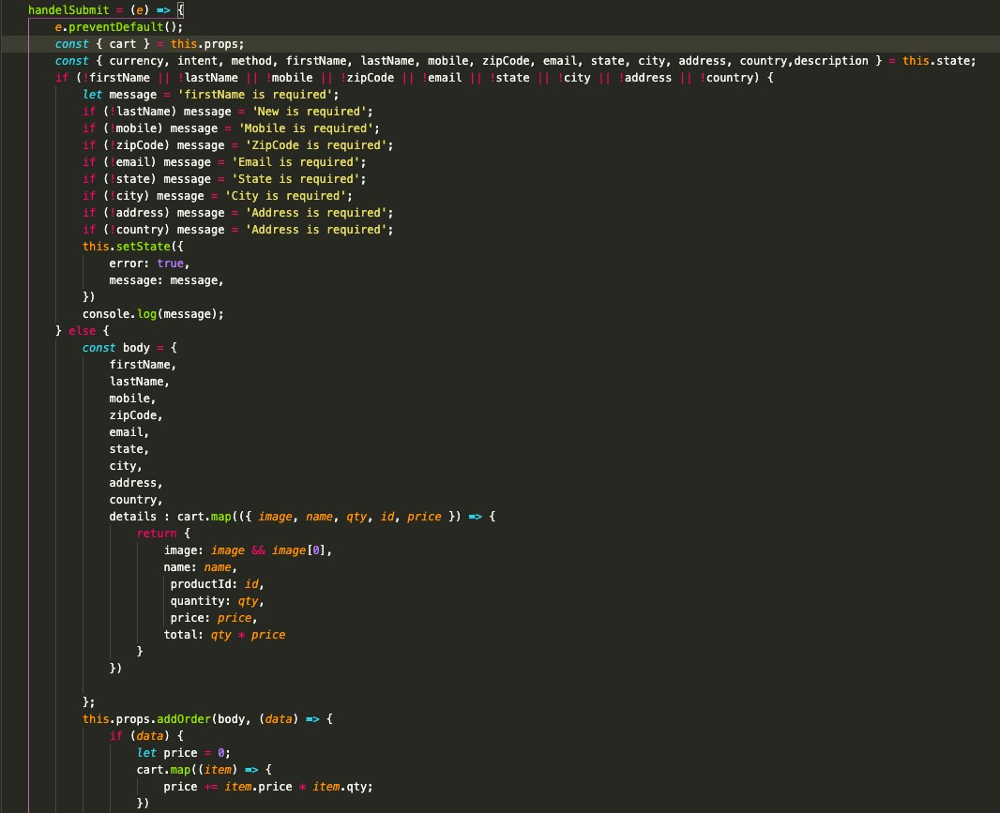 handelSubmit = (e) => {
e.preventDefault();
const { cart } = this.props;
const { currency, intent, method, firstName, lastName, mobile, zipCode, email, state, city, address, country,description } = this.state;
if (!firstName || !lastName || !mobile || !zipCode || !email || !state || !city || !address || !country) {
let message = 'firstName is required';
if (!lastName) message = 'New is required';
if (!mobile) message = 'Mobile is required';
if (!zipCode) message = 'ZipCode is required';
if (!email) message = 'Email is required';
if (!state) message = 'State is required';
if (!city) message = 'City is required';
if (!address) message = 'Address is required';
if (!country) message = 'Address is required';
this.setState({
error: true,
message: message,
})
console.log(message);
} else {
const body = {
firstName,
lastName,
mobile,
zipCode,
email,
state,
city,
address,
country,
details : cart.map(({ image, name, qty, id, price }) => {
return {
image: image && image[0],
name: name,
productId: id,
quantity: qty,
price: price,
total: qty * price
}
})
};
this.props.addOrder(body, (data) => {
if (data) {
let price = 0;
cart.map((item) => {
price += item.price * item.qty;
})